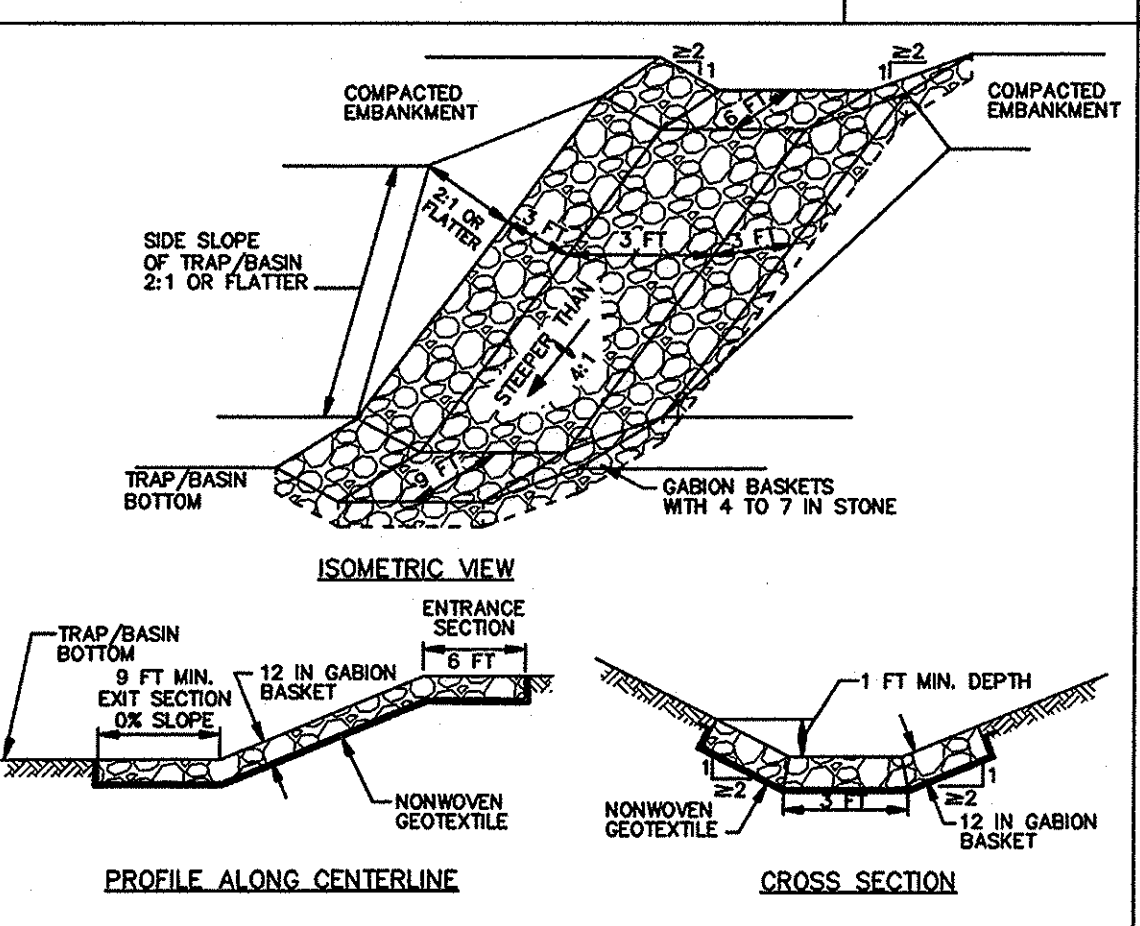 ≥2
1
≥2
1
COMPACTED
EMBANKMENT
COMPACTED
EMBANKMENT
6 FT
2:1 OR
FLATTER
3 FT
3 FT
3 FT
SIDE SLOPE
OF TRAP/BASIN
2:1 OR FLATTER
STEEPER THAN
4:1
9 FT
TRAP/BASIN
BOTTOM
GABION BASKETS
WITH 4 TO 7 IN STONE
ISOMETRIC VIEW
TRAP/BASIN
BOTTOM
9 FT MIN.
EXIT SECTION
0% SLOPE
12 IN GABION
BASKET
ENTRANCE
SECTION
6 FT
NONWOVEN
GEOTEXTILE
PROFILE ALONG CENTERLINE
1 FT MIN. DEPTH
1
≥2
3 FT
1
≥2
NONWOVEN
GEOTEXTILE
12 IN GABION
BASKET
CROSS SECTION